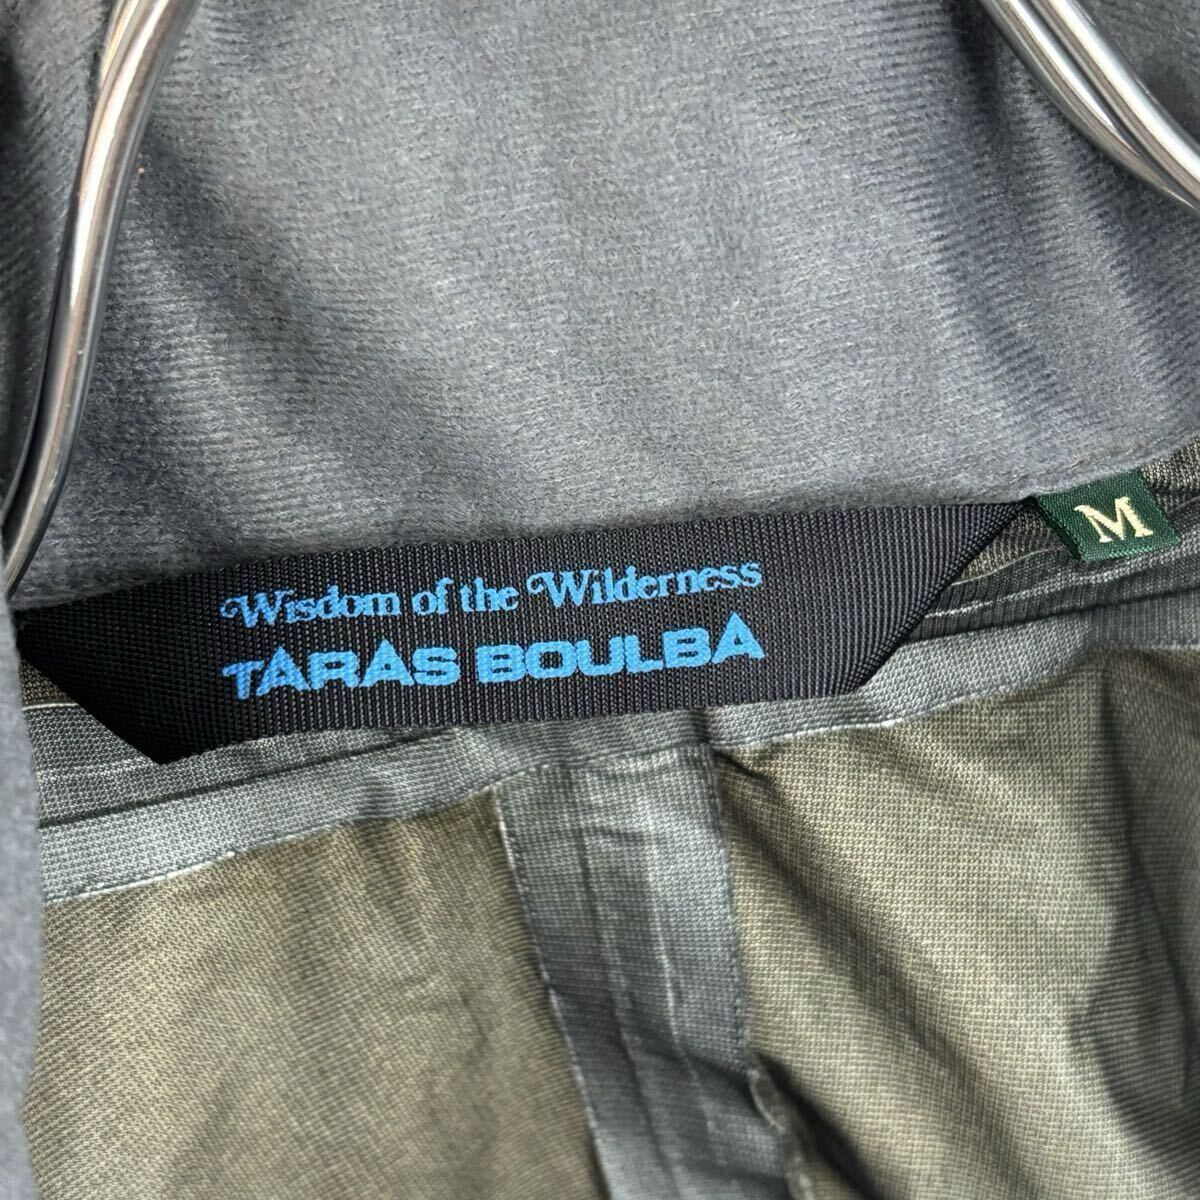 Wisdom of the Wilderness
TARAS BOULBA
M